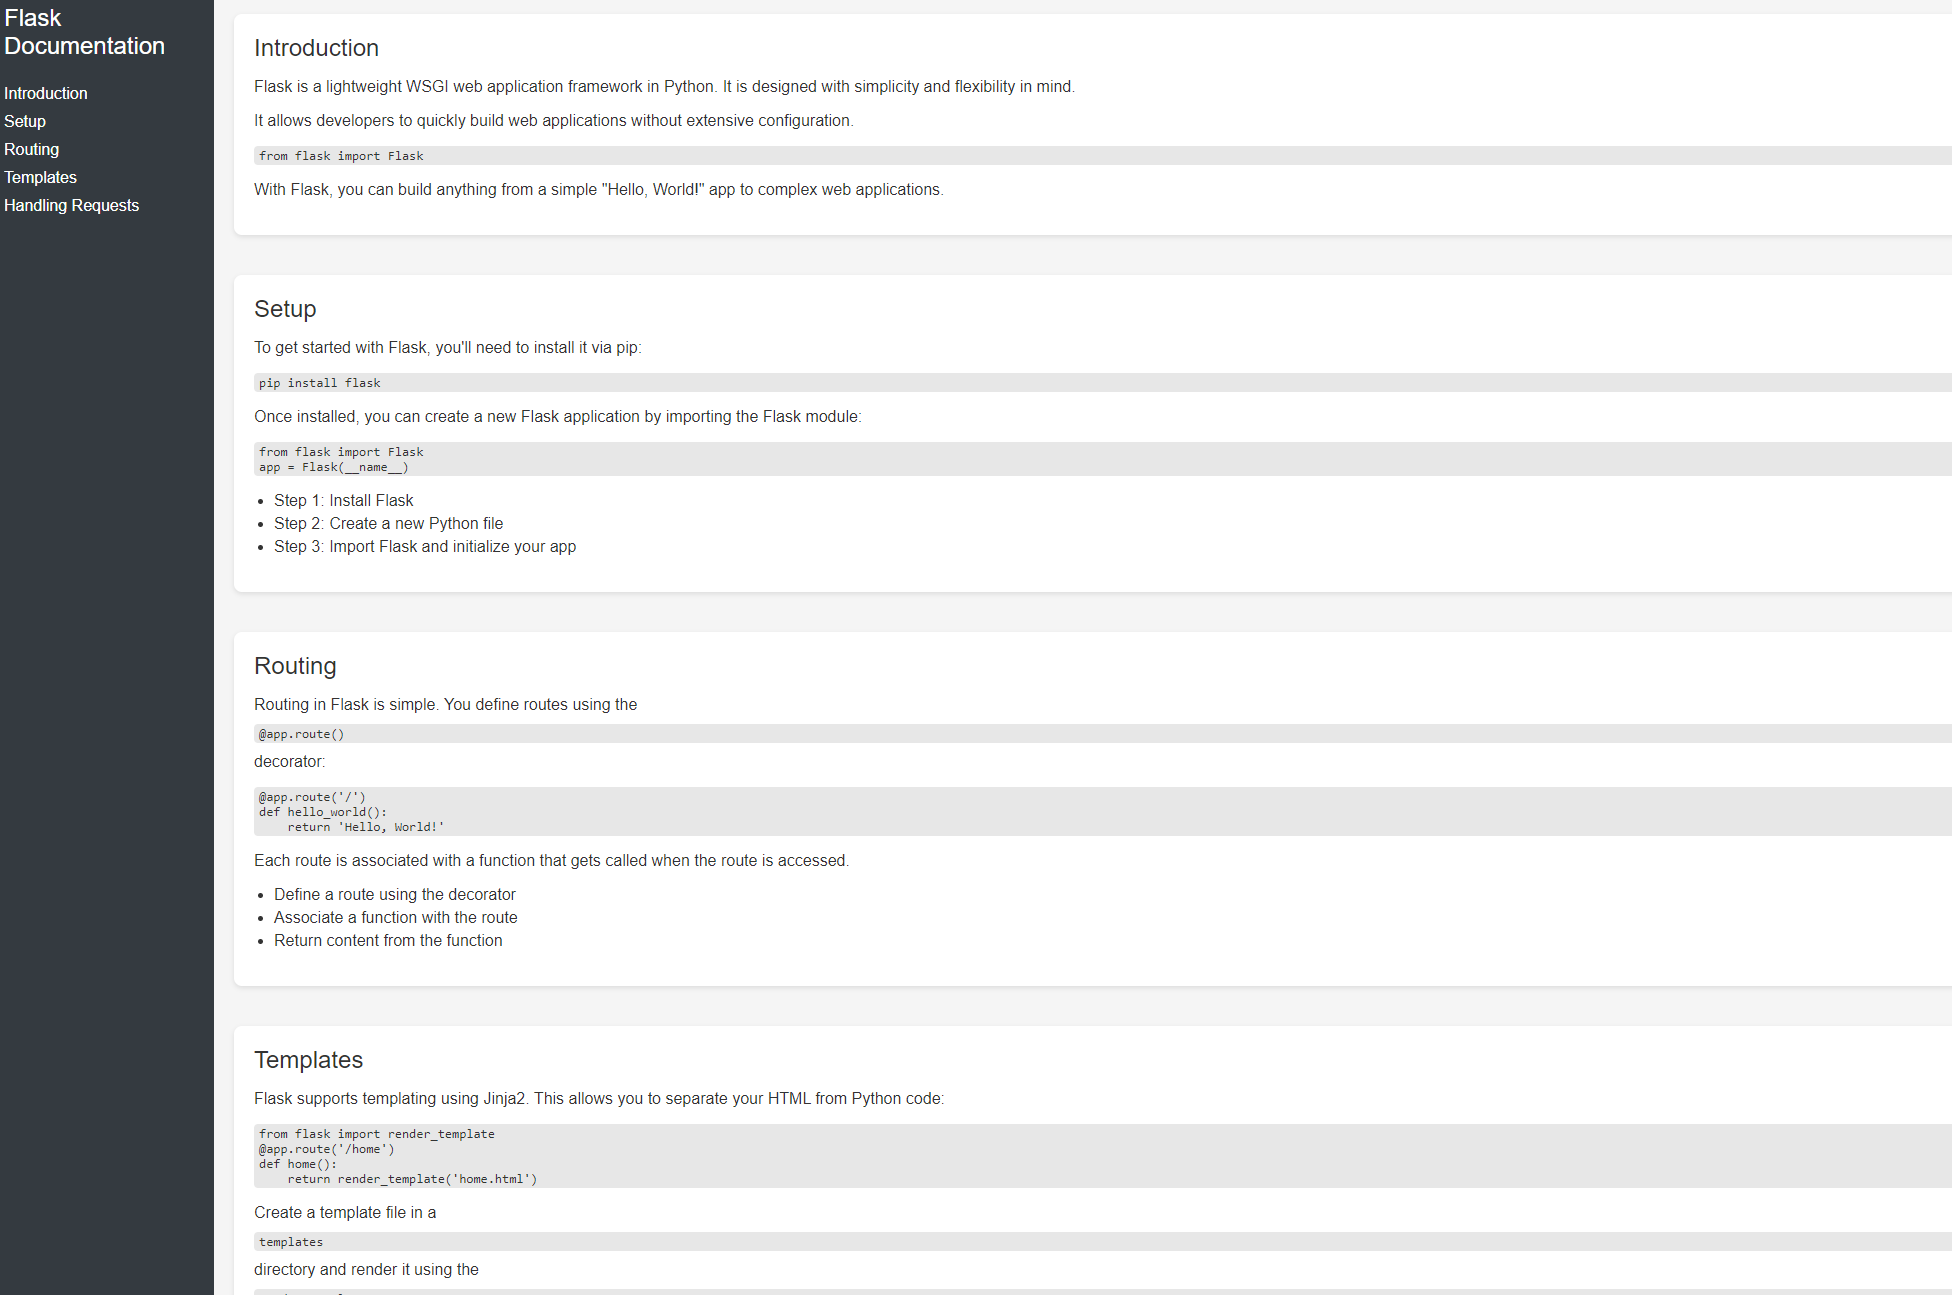 Flask
Documentation
Introduction
Setup
Routing
Templates
Handling Requests
Introduction
Flask is a lightweight WSGI web application framework in Python. It is designed with simplicity and flexibility in mind.
It allows developers to quickly build web applications without extensive configuration.
from flask import Flask
With Flask, you can build anything from a simple "Hello, World!" app to complex web applications.
Setup
To get started with Flask, you'll need to install it via pip:
pip install flask
Once installed, you can create a new Flask application by importing the Flask module:
from flask import Flask
app = Flask(__name__)
• Step 1: Install Flask
• Step 2: Create a new Python file
• Step 3: Import Flask and initialize your app
Routing
Routing in Flask is simple. You define routes using the
@app.route()
decorator:
@app.route('/')
def hello_world():
    return 'Hello, World!'
Each route is associated with a function that gets called when the route is accessed.
• Define a route using the decorator
• Associate a function with the route
• Return content from the function
Templates
Flask supports templating using Jinja2. This allows you to separate your HTML from Python code:
from flask import render_template
@app.route('/home')
def home():
    return render_template('home.html')
Create a template file in a
templates
directory and render it using the